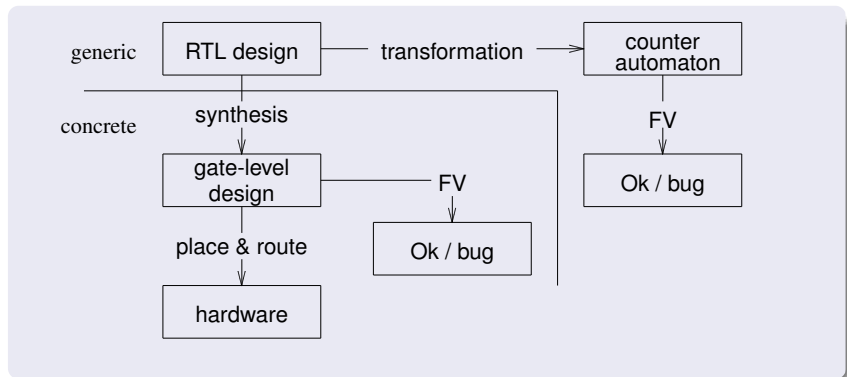 generic
RTL design
transformation
counter
automaton
concrete
synthesis
FV
gate-level
design
FV
Ok / bug
place & route
Ok / bug
hardware